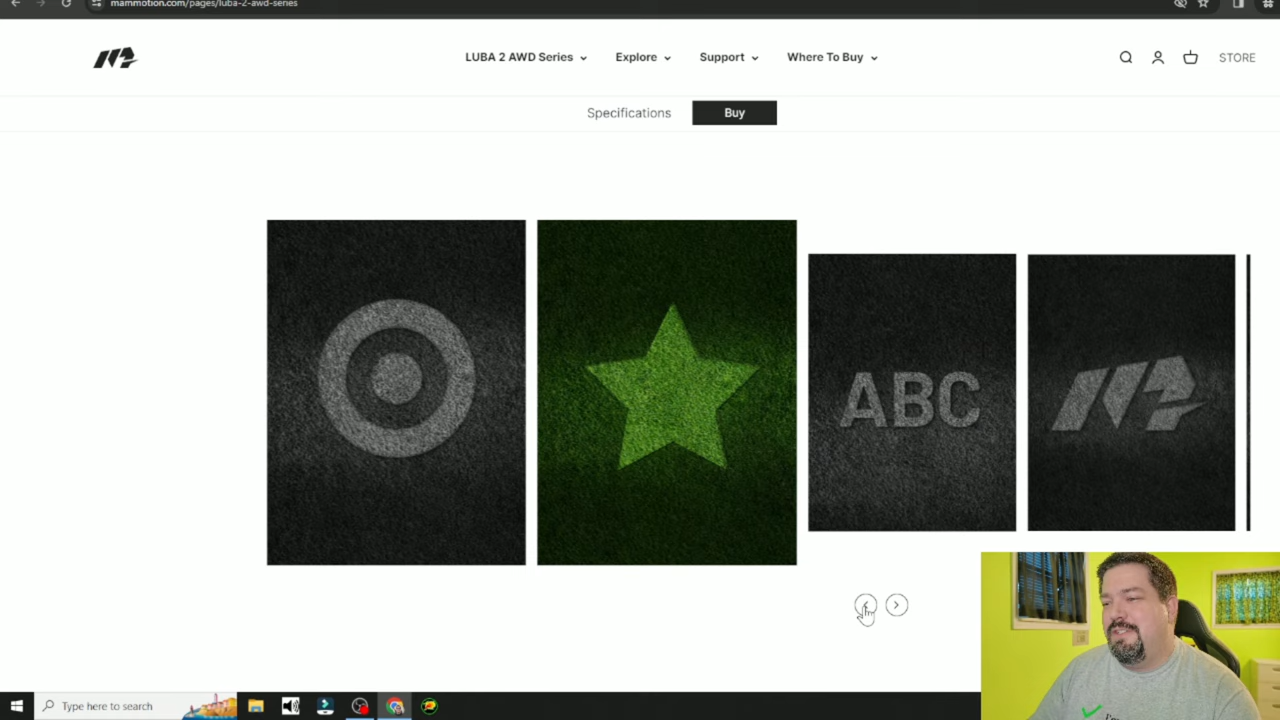 mammotion.com/pages/luba-2-awd-series
LUBA 2 AWD Series
Explore
Support
Where To Buy
STORE
Specifications
Buy
ABC
Type here to search